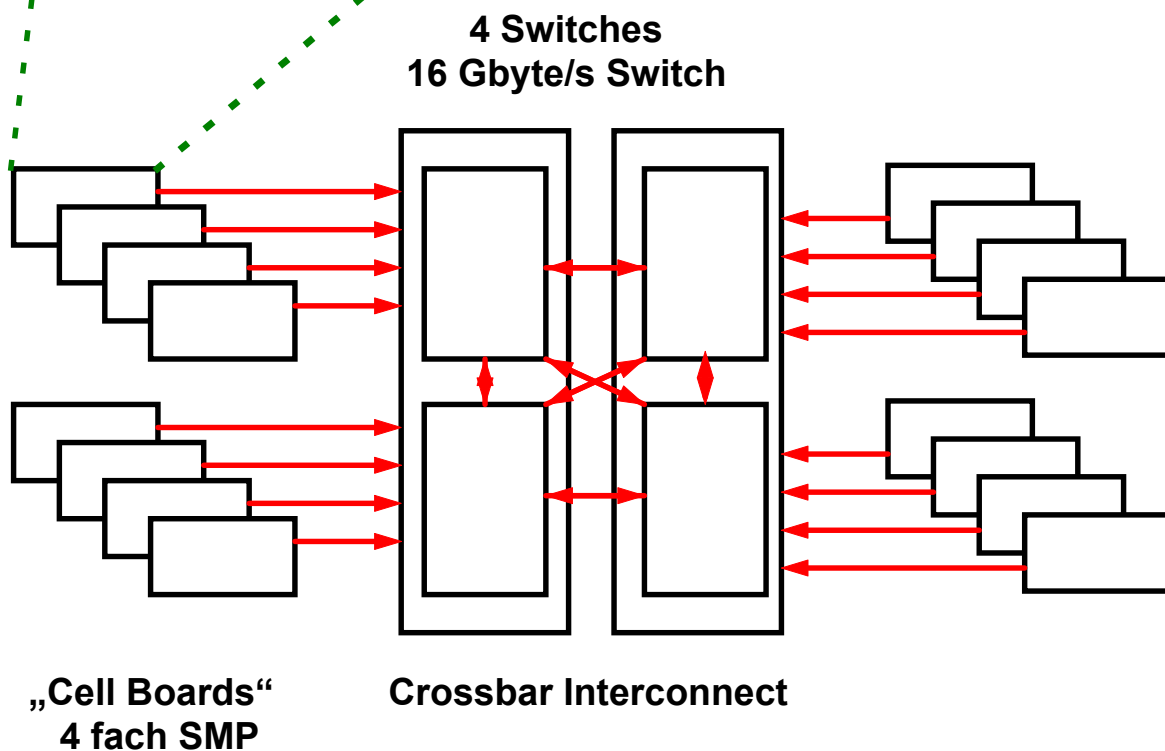 4 Switches
16 Gbyte/s Switch
„Cell Boards“
4 fach SMP
Crossbar Interconnect